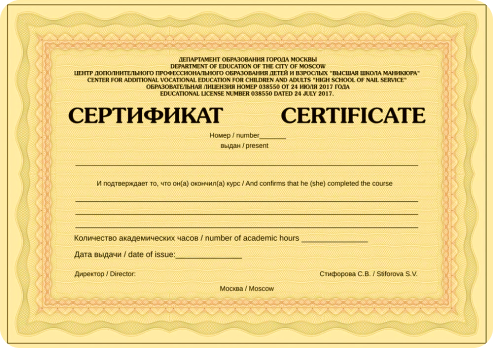 ДЕПАРТАМЕНТ ОБРАЗОВАНИЯ ГОРОДА МОСКВЫ
DEPARTMENT OF EDUCATION OF THE CITY OF MOSCOW
ЦЕНТР ДОПОЛНИТЕЛЬНОГО ПРОФЕССИОНАЛЬНОГО ОБРАЗОВАНИЯ ДЕТЕЙ И ВЗРОСЛЫХ "ВЫСШАЯ ШКОЛА МАНИКЮРА"
CENTER FOR ADDITIONAL VOCATIONAL EDUCATION FOR CHILDREN AND ADULTS "HIGH SCHOOL OF NAIL SERVICE"
ОБРАЗОВАТЕЛЬНАЯ ЛИЦЕНЗИЯ НОМЕР 038550 ОТ 24 ИЮЛЯ 2017 ГОДА
EDUCATIONAL LICENSE NUMBER 038550 DATED 24 JULY 2017.
СЕРТИФИКАТ CERTIFICATE
Номер / number_______
выдан / present
И подтверждает то, что он(а) окончил(а) курс / And confirms that he (she) completed the course
Количество академических часов / number of academic hours _______________
Дата выдачи / date of issue:_______________
Директор / Director: Стифорова С.В. / Stiforova S.V.
Москва / Moscow